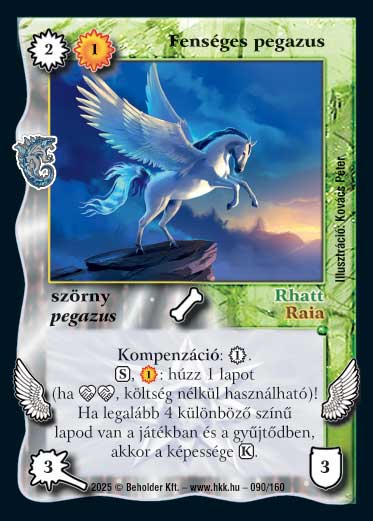 2 1 Fenséges pegazus
Illusztráció: Kovács Péter
szörny Rhatt
pegazus Raia
Kompenzáció: 1.
S, 1: húzz 1 lapot
(ha , költség nélkül használható)!
Ha legalább 4 különböző színű
lapod van a játékban és a gyűjtődben,
akkor a képessége K.
3 3
2025 © Beholder Kft. – www.hkk.hu – 090/160